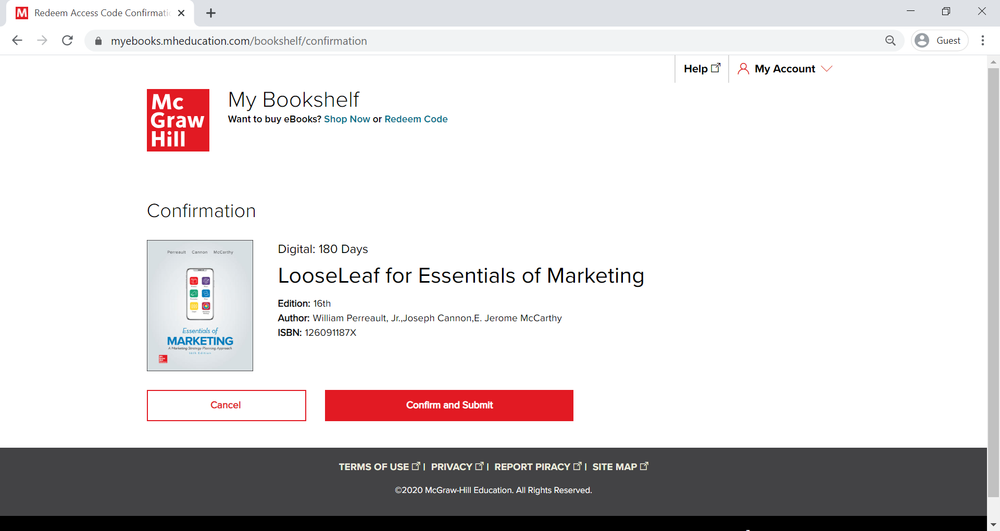 Redeem Access Code Confirmati
myebooks.mheducation.com/bookshelf/confirmation
Guest
Help
My Account
Mc
Graw
Hill
My Bookshelf
Want to buy eBooks? Shop Now or Redeem Code
Confirmation
Perreault Cannon McCarthy
Essentials of
MARKETING
A Marketing Strategy Planning Approach
16th Edition
Digital: 180 Days
LooseLeaf for Essentials of Marketing
Edition: 16th
Author: William Perreault, Jr.,Joseph Cannon,E. Jerome McCarthy
ISBN: 126091187X
Cancel
Confirm and Submit
TERMS OF USE | PRIVACY | REPORT PIRACY | SITE MAP
©2020 McGraw-Hill Education. All Rights Reserved.